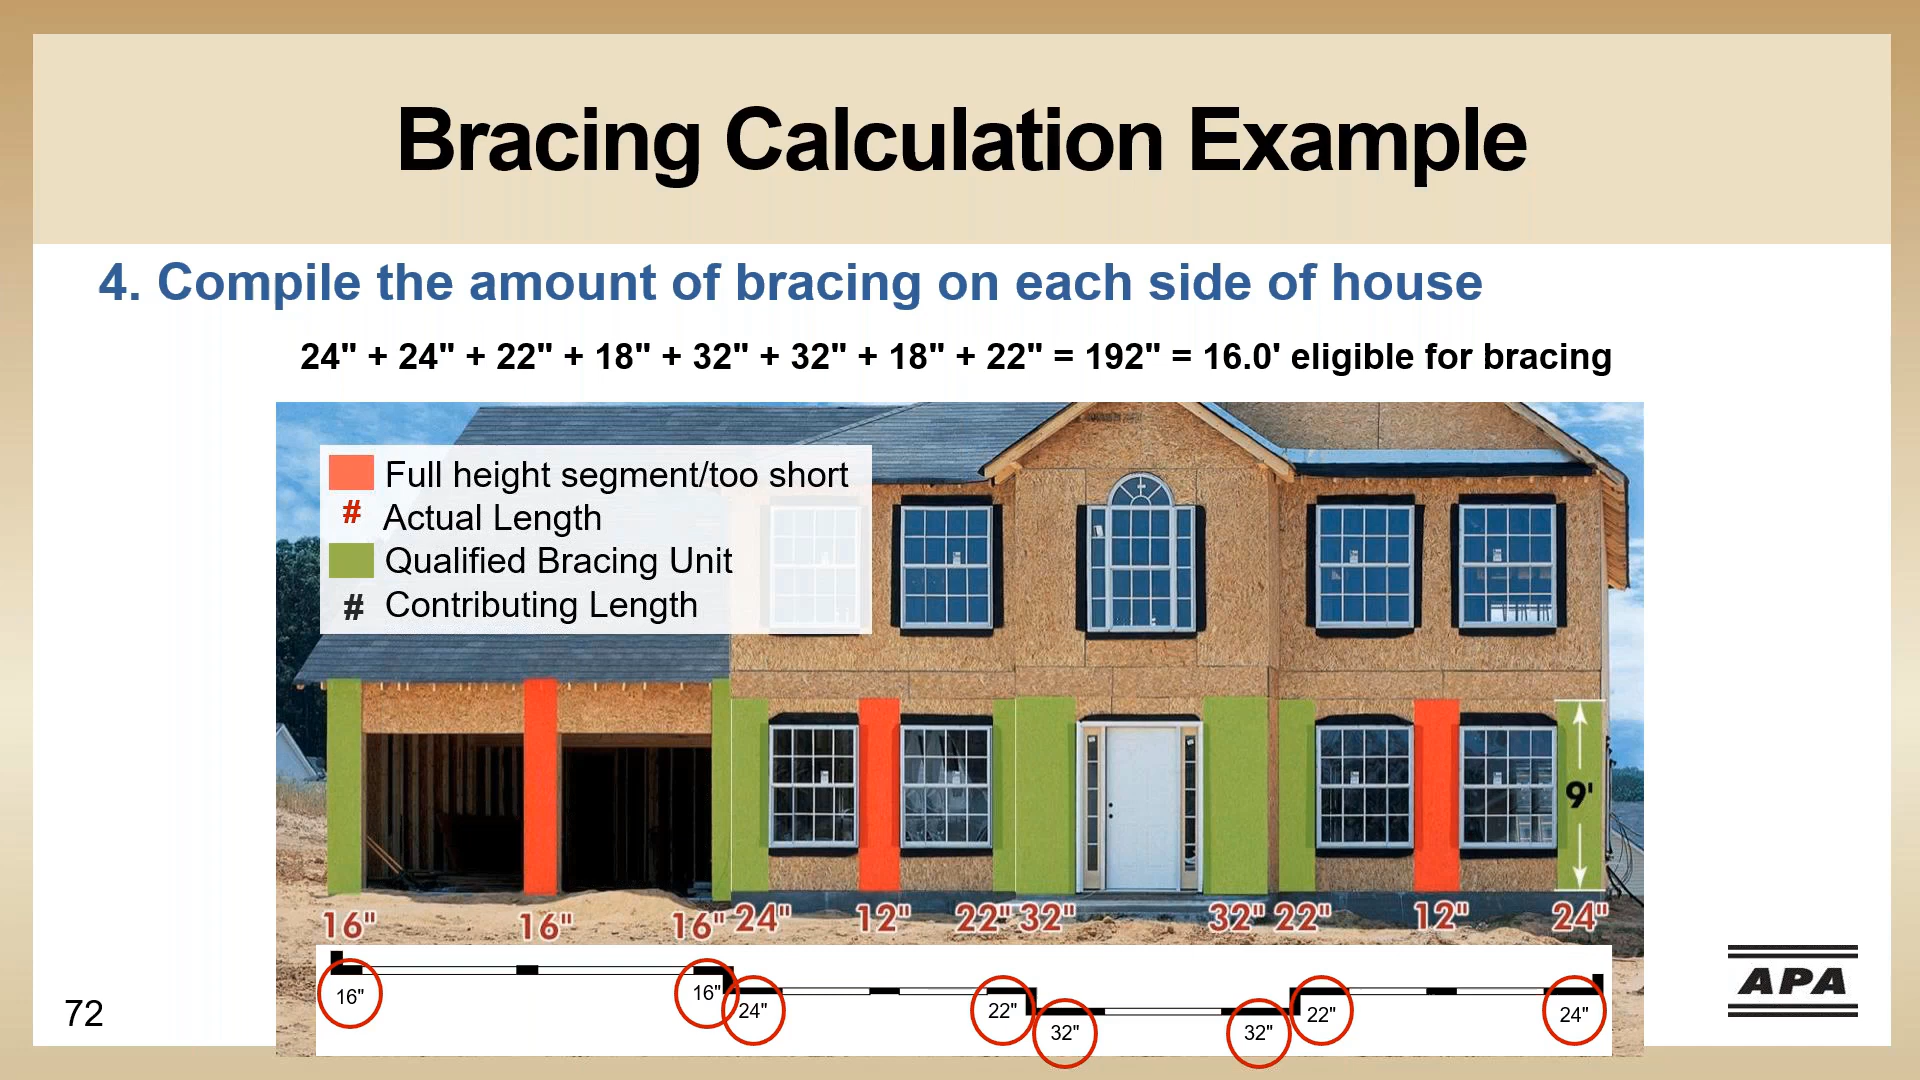 Bracing Calculation Example
4. Compile the amount of bracing on each side of house
24" + 24" + 22" + 18" + 32" + 32" + 18" + 22" = 192" = 16.0' eligible for bracing
Full height segment/too short
# Actual Length
Qualified Bracing Unit
# Contributing Length
9'
16" 16" 16" 24" 12" 22" 32" 32" 22" 12" 24"
16" 16" 24" 22" 32" 32" 22" 24"
72
APA